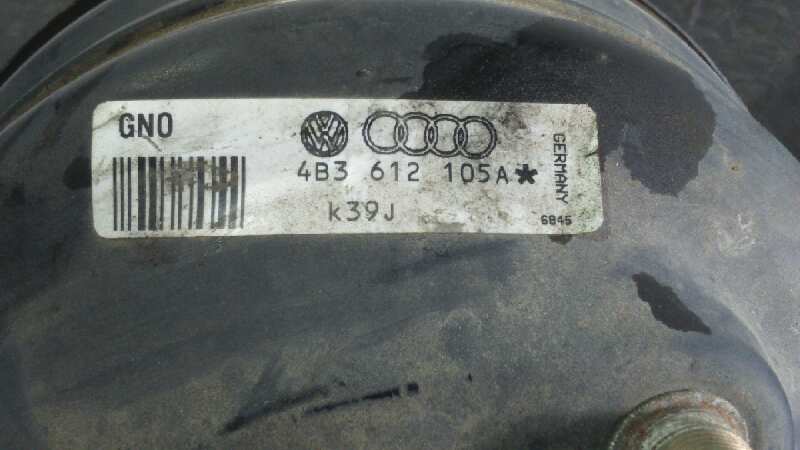 GNO
4B3 612 105A*
k39J
GERMANY
6845